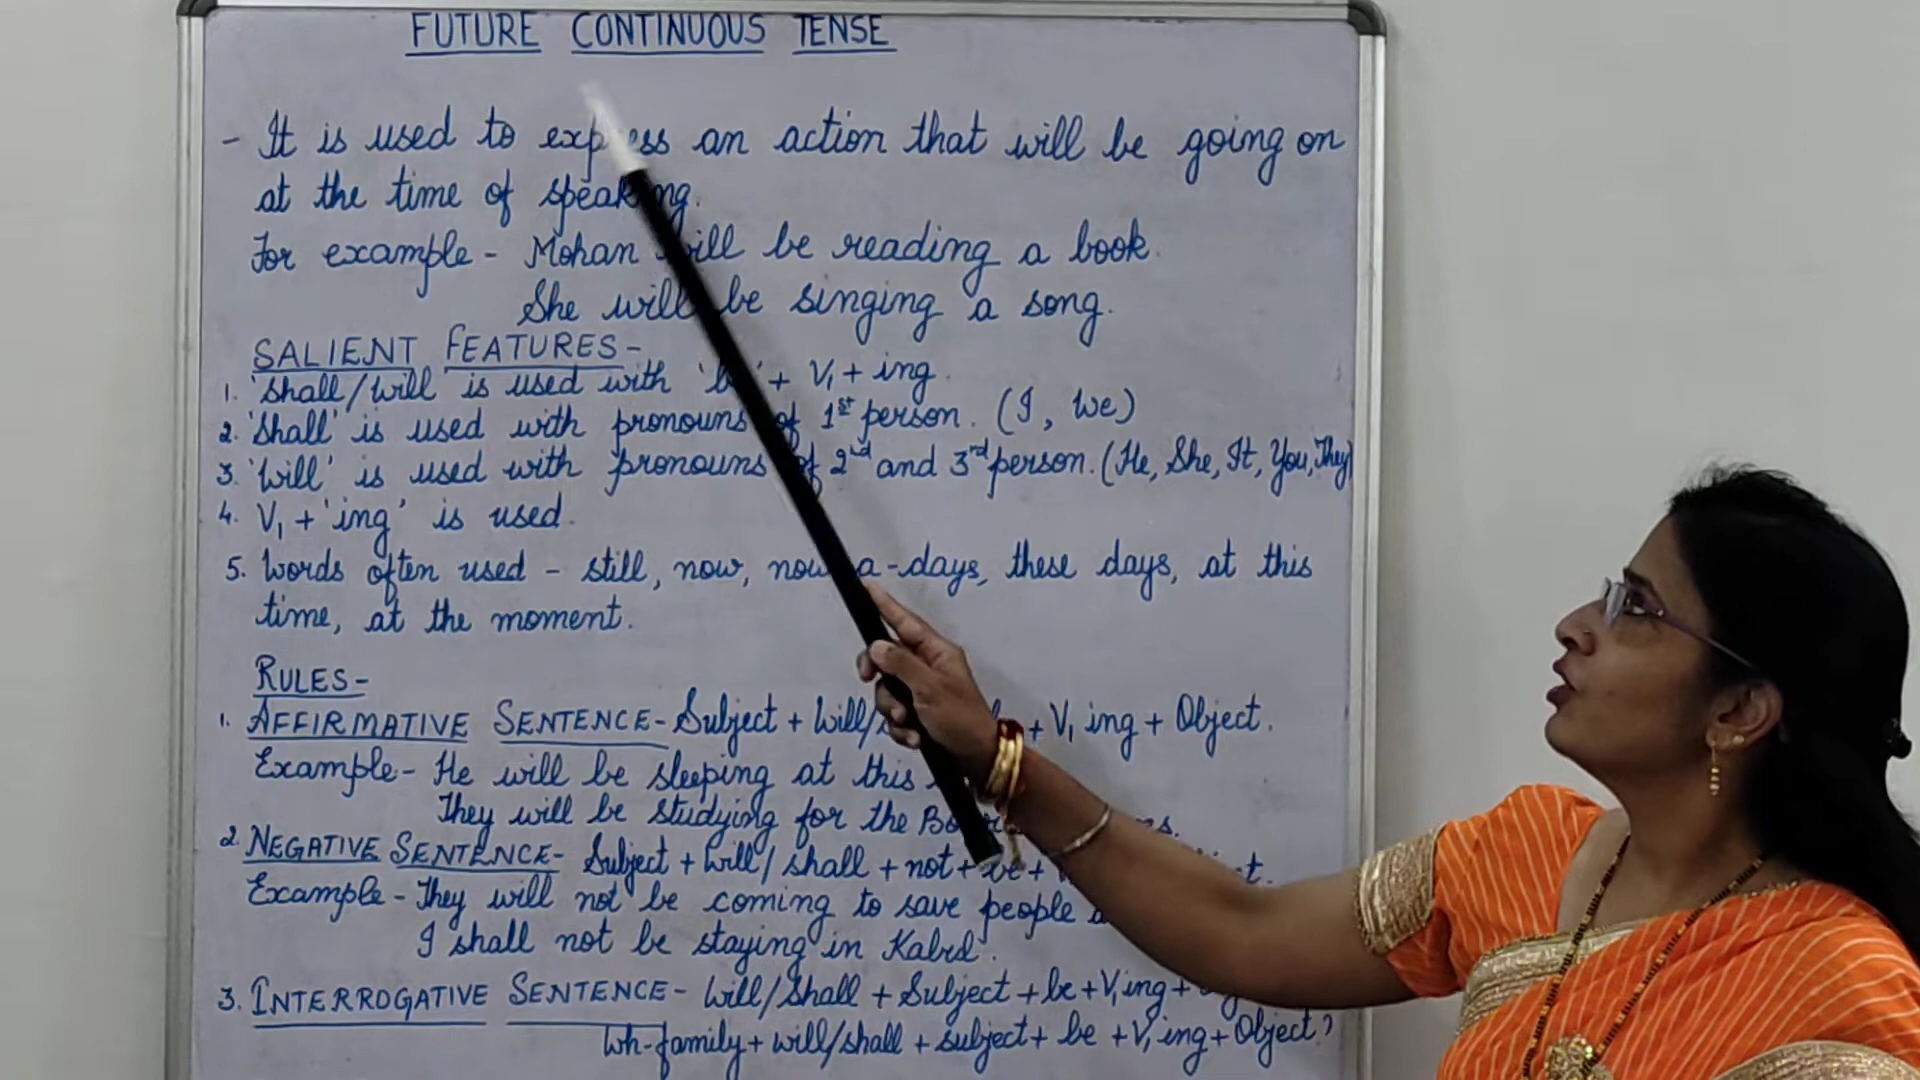 FUTURE CONTINUOUS TENSE
- It is used to express an action that will be going on
at the time of speaking.
For example - Mohan will be reading a book.
She will be singing a song.
SALIENT FEATURES -
1. 'Shall/Will' is used with 'be' + V1 + ing
2. 'Shall' is used with pronouns of 1st person. (I, We)
3. 'Will' is used with pronouns of 2nd and 3rd person. (He, She, It, You, They)
4. V1 + 'ing' is used.
5. Words often used - still, now, now-a-days, these days, at this
time, at the moment.
RULES -
1. AFFIRMATIVE SENTENCE - Subject + Will/ + V1 ing + Object.
Example - He will be sleeping at this
They will be studying for the
2. NEGATIVE SENTENCE - Subject + Will/shall + not + be +
Example - They will not be coming to save people
I shall not be staying in
3. INTERROGATIVE SENTENCE - Will/Shall + Subject + be + V1 ing +
Wh-family + will/shall + subject + be + V1 ing + Object?